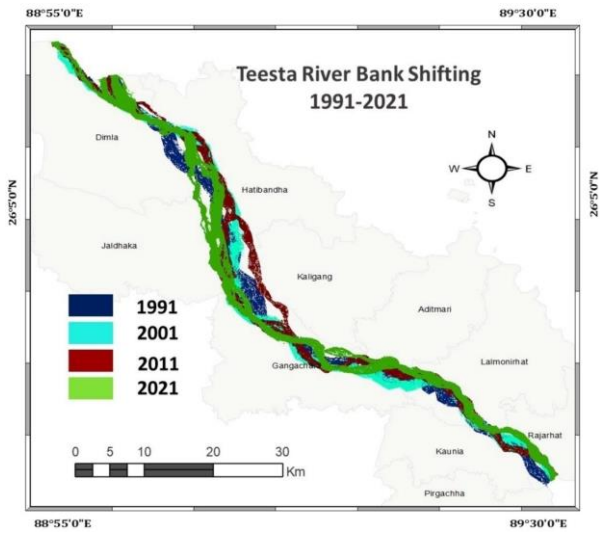 88°55'0"E 89°30'0"E
Teesta River Bank Shifting
1991-2021
N
W E
S
Dimla
Hatibandha
26°5'0"N 26°5'0"N
Jaldhaka
Kaligang
Aditmari
1991
2001
2011
2021
Lalmonirhat
Gangachara
Rajarhat
Kaunia
0 5 10 20 30
Km
Pirgachha
88°55'0"E 89°30'0"E